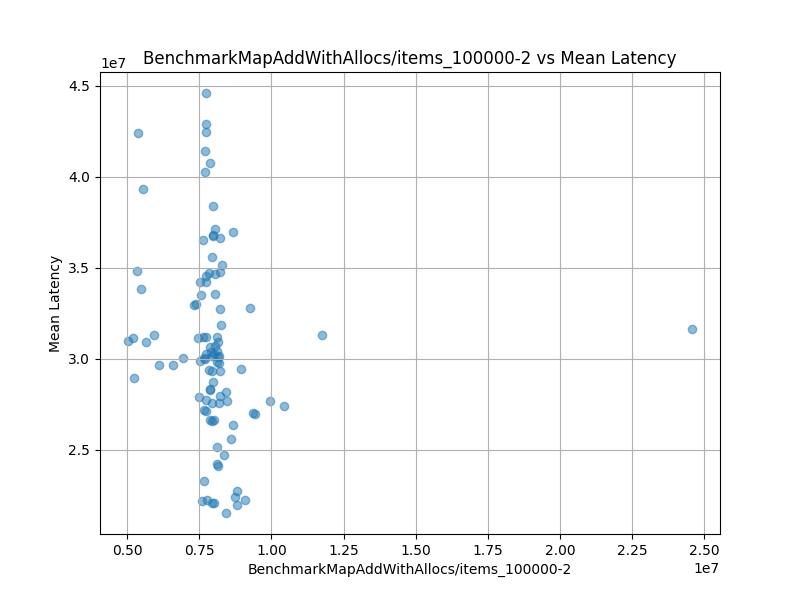 BenchmarkMapAddWithAllocs/items_100000-2 vs Mean Latency
1e7
4.5
4.0
3.5
3.0
2.5
Mean Latency
0.50 0.75 1.00 1.25 1.50 1.75 2.00 2.25 2.50
BenchmarkMapAddWithAllocs/items_100000-2
1e7